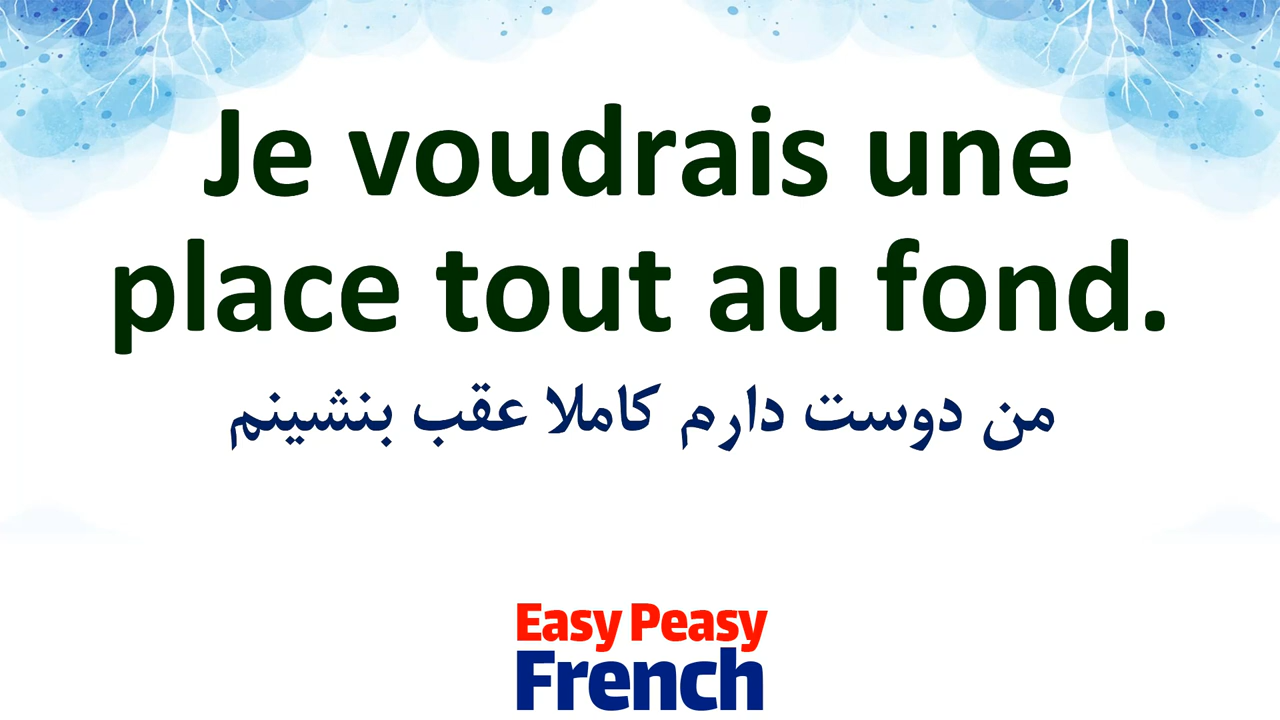 Je voudrais une
place tout au fond.
من دوست دارم کاملا عقب بنشینم
Easy Peasy
French